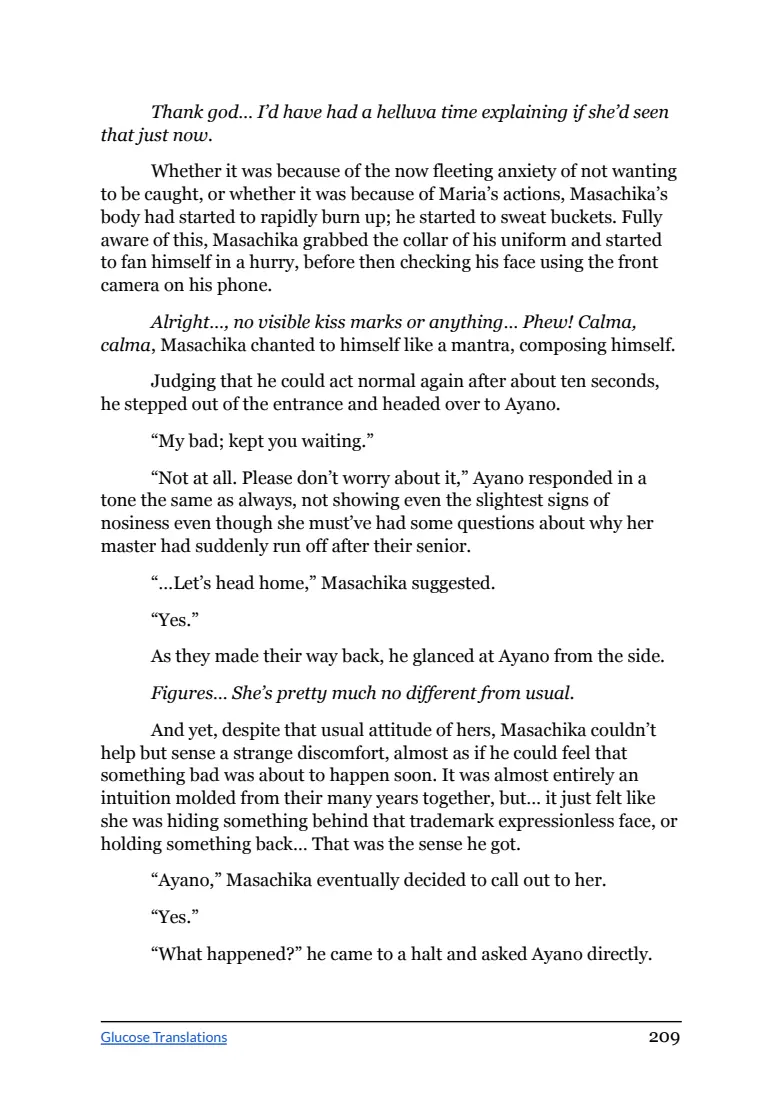 Thank god… I’d have had a helluva time explaining if she’d seen
that just now.
Whether it was because of the now fleeting anxiety of not wanting
to be caught, or whether it was because of Maria’s actions, Masachika’s
body had started to rapidly burn up; he started to sweat buckets. Fully
aware of this, Masachika grabbed the collar of his uniform and started
to fan himself in a hurry, before then checking his face using the front
camera on his phone.
Alright…, no visible kiss marks or anything… Phew! Calma,
calma, Masachika chanted to himself like a mantra, composing himself.
Judging that he could act normal again after about ten seconds,
he stepped out of the entrance and headed over to Ayano.
“My bad; kept you waiting.”
“Not at all. Please don’t worry about it,” Ayano responded in a
tone the same as always, not showing even the slightest signs of
nosiness even though she must’ve had some questions about why her
master had suddenly run off after their senior.
“…Let’s head home,” Masachika suggested.
“Yes.”
As they made their way back, he glanced at Ayano from the side.
Figures… She’s pretty much no different from usual.
And yet, despite that usual attitude of hers, Masachika couldn’t
help but sense a strange discomfort, almost as if he could feel that
something bad was about to happen soon. It was almost entirely an
intuition molded from their many years together, but… it just felt like
she was hiding something behind that trademark expressionless face, or
holding something back… That was the sense he got.
“Ayano,” Masachika eventually decided to call out to her.
“Yes.”
“What happened?” he came to a halt and asked Ayano directly.
Glucose Translations 209